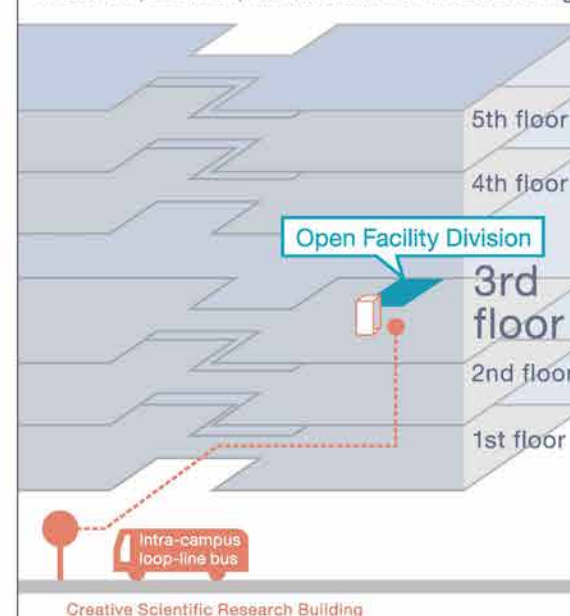 5th floor
4th floor
Open Facility Division
3rd
floor
2nd floor
1st floor
Intra-campus
loop-line bus
Creative Scientific Research Building